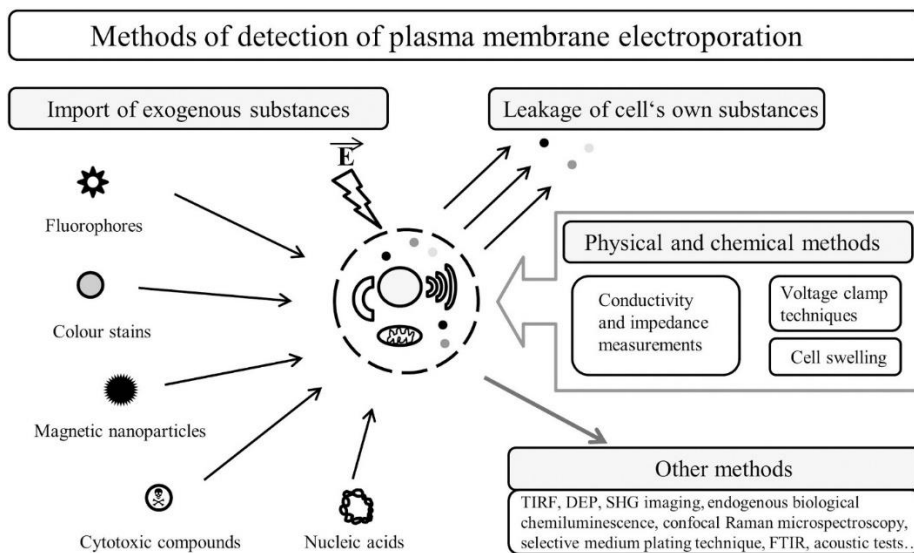 Methods of detection of plasma membrane electroporation
Import of exogenous substances
Leakage of cell‘s own substances
E
Fluorophores
Colour stains
Magnetic nanoparticles
Cytotoxic compounds
Nucleic acids
Physical and chemical methods
Conductivity
and impedance
measurements
Voltage clamp
techniques
Cell swelling
Other methods
TIRF, DEP, SHG imaging, endogenous biological
chemiluminescence, confocal Raman microspectroscopy,
selective medium plating technique, FTIR, acoustic tests…